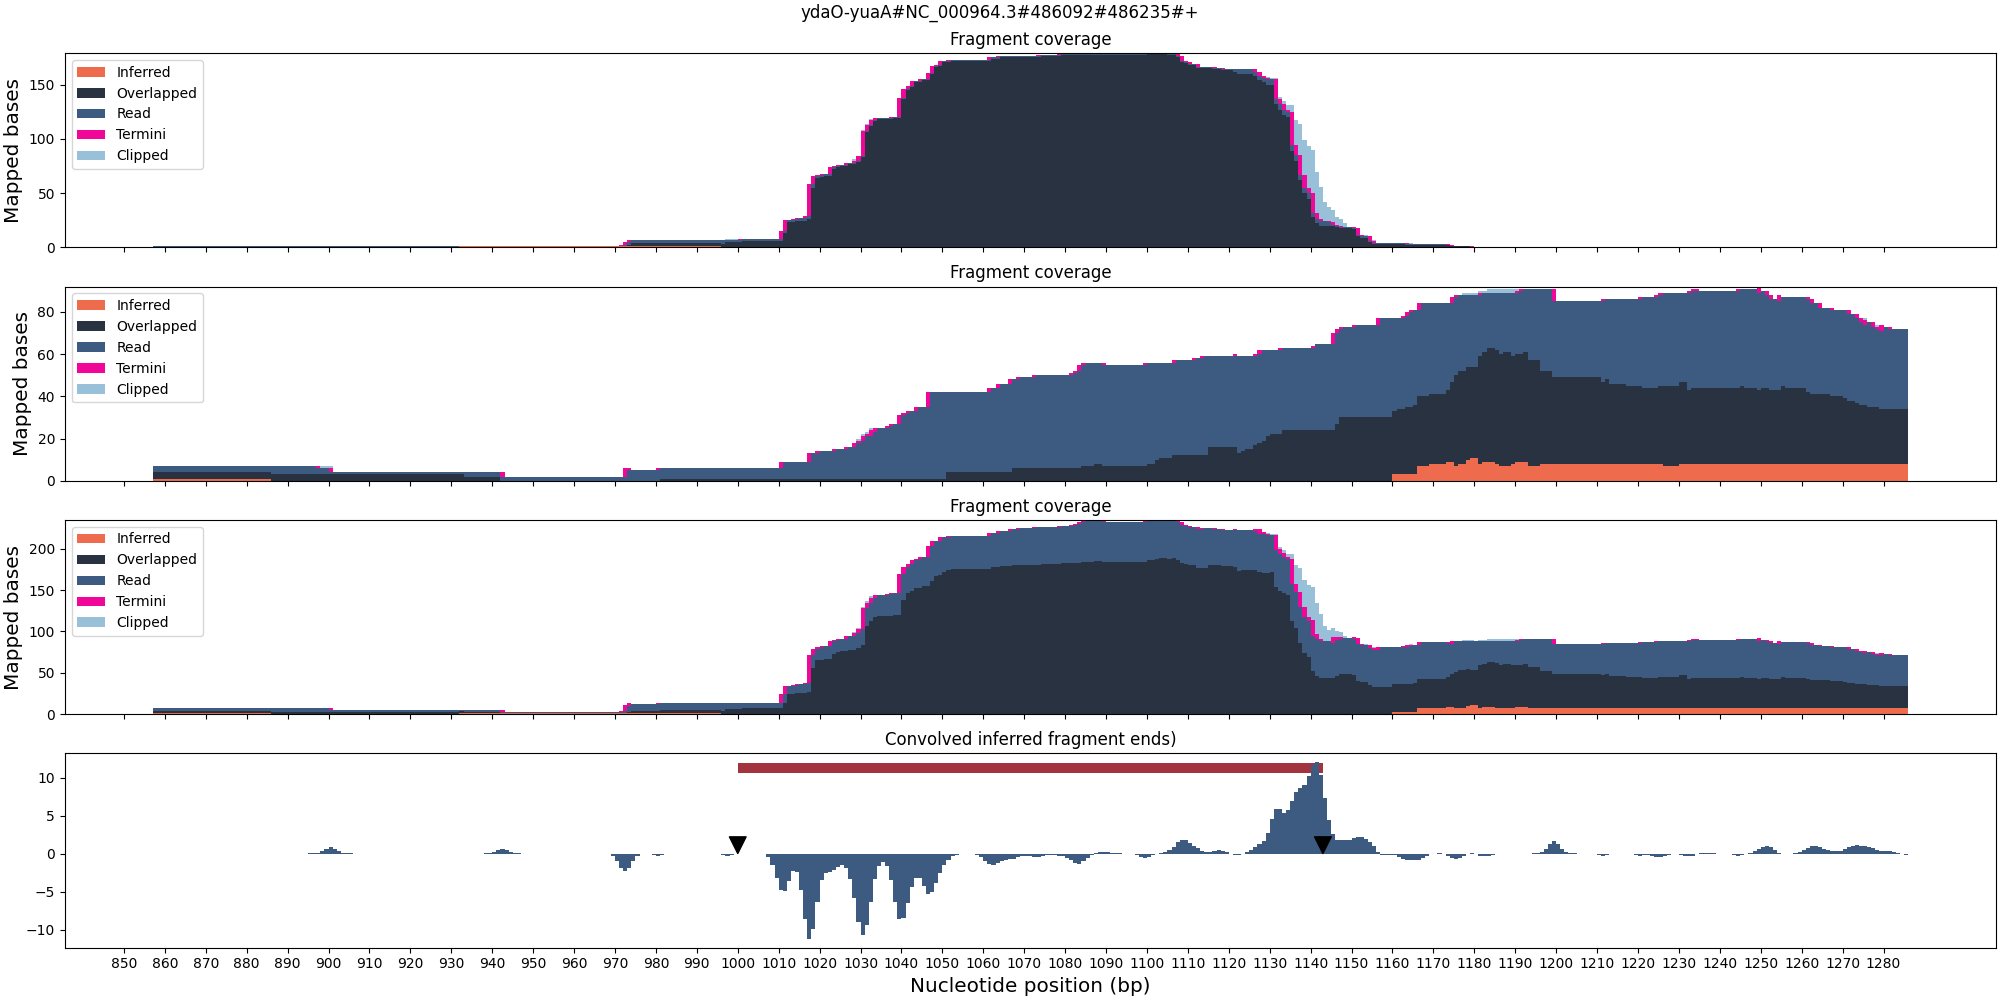 ydaO-yuaA#NC_000964.3#486092#486235#+
Fragment coverage
Mapped bases
150
100
50
0
Inferred
Overlapped
Read
Termini
Clipped
Fragment coverage
Mapped bases
80
60
40
20
0
Inferred
Overlapped
Read
Termini
Clipped
Fragment coverage
Mapped bases
200
150
100
50
0
Inferred
Overlapped
Read
Termini
Clipped
Convolved inferred fragment ends)
10
5
0
−5
−10
850 860 870 880 890 900 910 920 930 940 950 960 970 980 990 1000 1010 1020 1030 1040 1050 1060 1070 1080 1090 1100 1110 1120 1130 1140 1150 1160 1170 1180 1190 1200 1210 1220 1230 1240 1250 1260 1270 1280
Nucleotide position (bp)